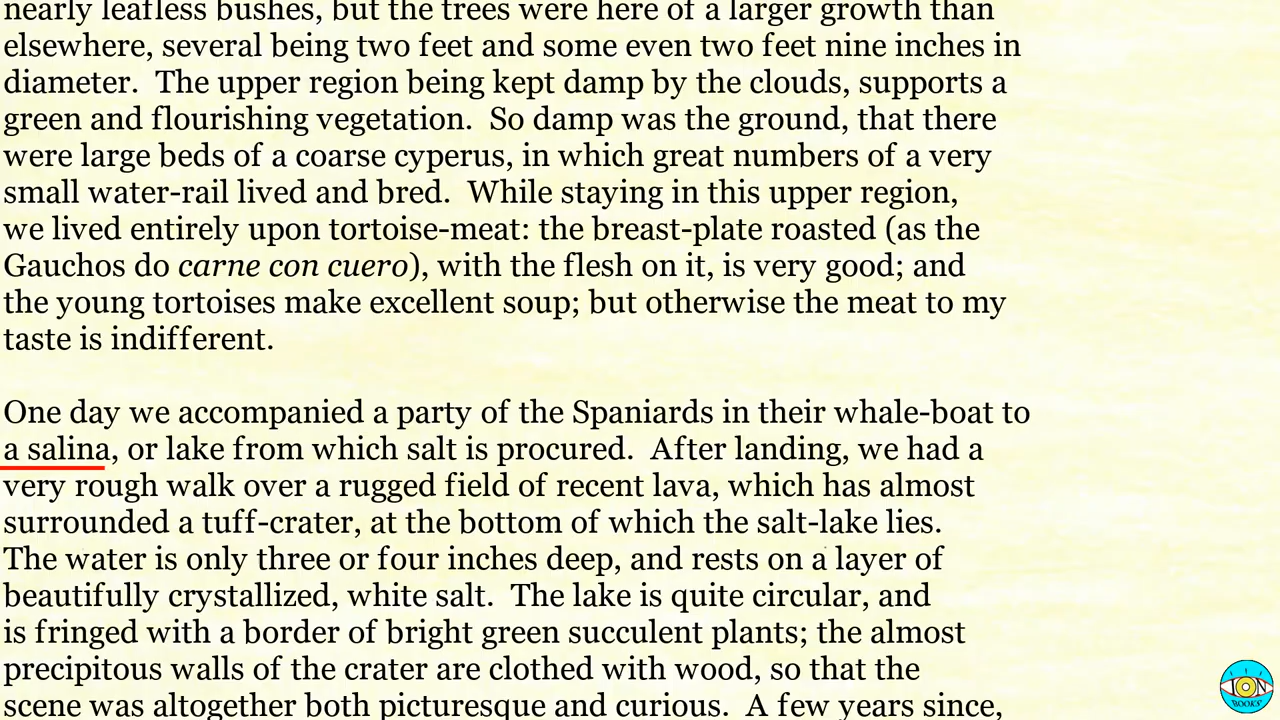 nearly leafless bushes, but the trees were here of a larger growth than
elsewhere, several being two feet and some even two feet nine inches in
diameter.  The upper region being kept damp by the clouds, supports a
green and flourishing vegetation.  So damp was the ground, that there
were large beds of a coarse cyperus, in which great numbers of a very
small water-rail lived and bred.  While staying in this upper region,
we lived entirely upon tortoise-meat: the breast-plate roasted (as the
Gauchos do carne con cuero), with the flesh on it, is very good; and
the young tortoises make excellent soup; but otherwise the meat to my
taste is indifferent.
One day we accompanied a party of the Spaniards in their whale-boat to
a salina, or lake from which salt is procured.  After landing, we had a
very rough walk over a rugged field of recent lava, which has almost
surrounded a tuff-crater, at the bottom of which the salt-lake lies.
The water is only three or four inches deep, and rests on a layer of
beautifully crystallized, white salt.  The lake is quite circular, and
is fringed with a border of bright green succulent plants; the almost
precipitous walls of the crater are clothed with wood, so that the
scene was altogether both picturesque and curious.  A few years since,
ION
BOOKS